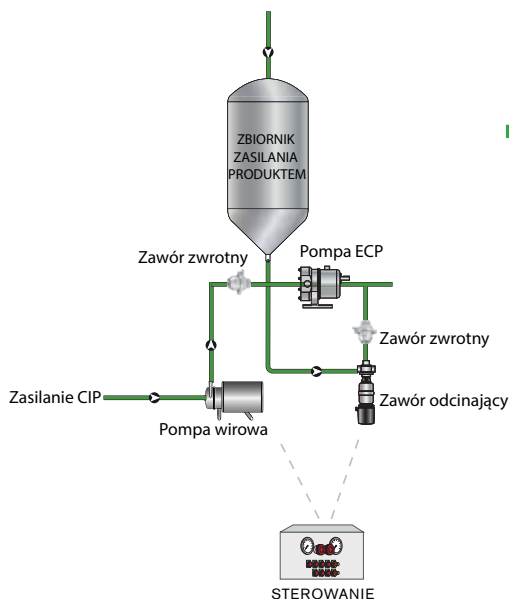 ZBIORNIK
ZASILANIA
PRODUKTEM
Zawór zwrotny
Pompa ECP
Zawór zwrotny
Zasilanie CIP
Zawór odcinający
Pompa wirowa
STEROWANIE